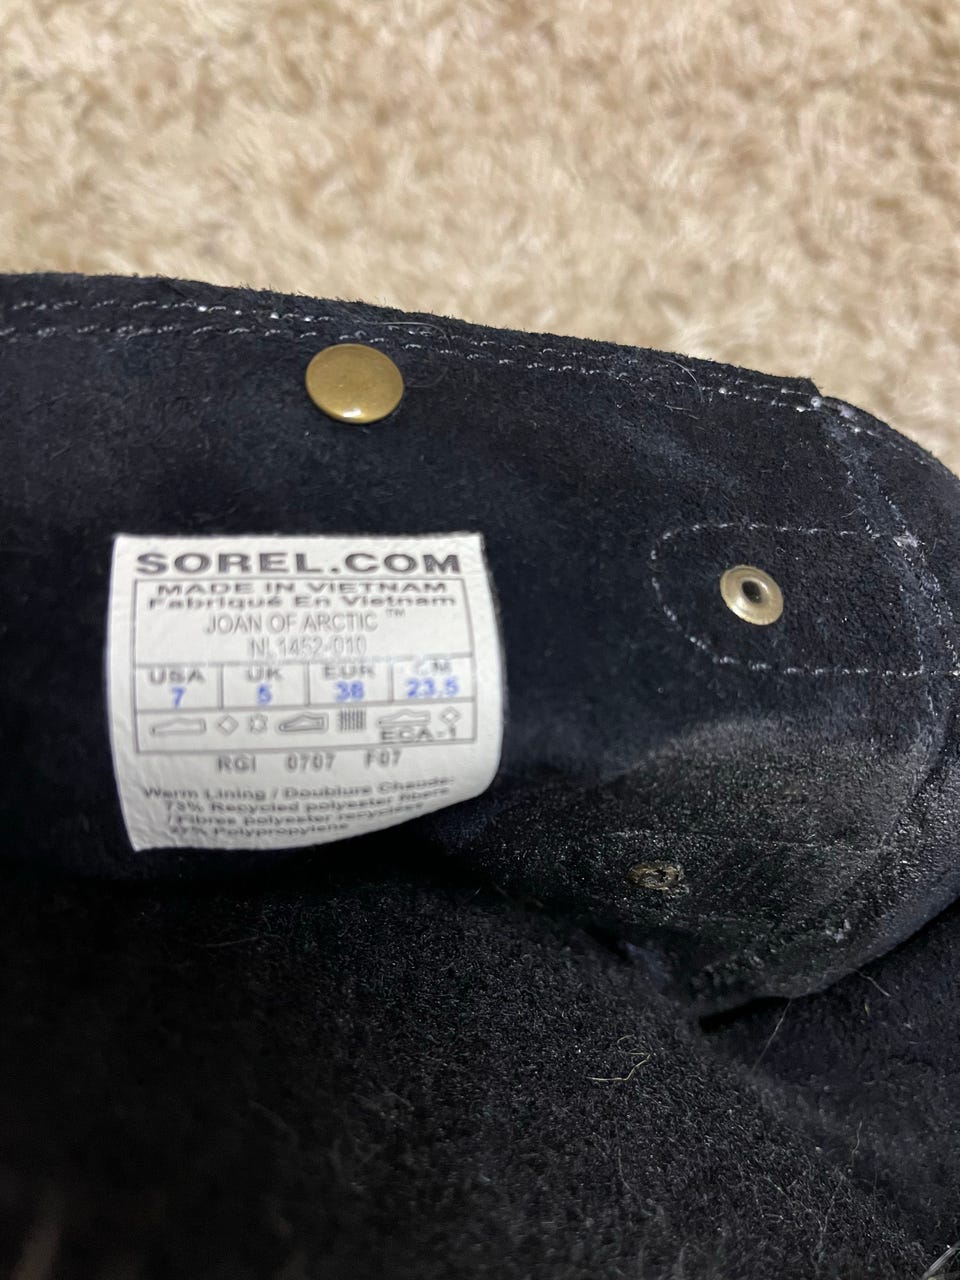 SOREL.COM
MADE IN VIETNAM
Fabriqué En Vietnam
JOAN OF ARCTIC™
NL1452-010
USA UK EUR CM
7 5 38 23.5
ECA-1
RGI 0707 F07
Warm Lining / Doublure Chaude:
73% Recycled polyester fibers
/ Fibres polyester recyclées
27% Polypropylene